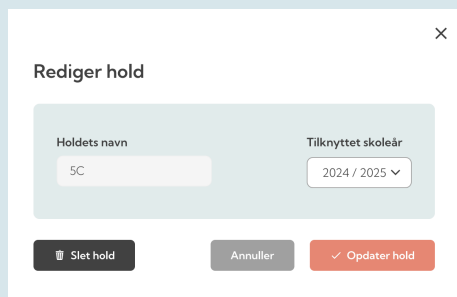 Rediger hold
Holdets navn
Tilknyttet skoleår
5C
2024 / 2025
Slet hold
Annuller
Opdater hold